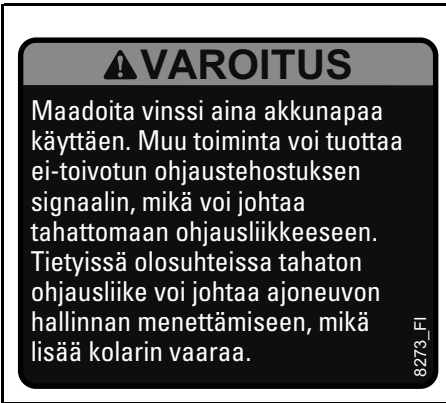 VAROITUS
Maadoita vinssi aina akkunapaa
käyttäen. Muu toiminta voi tuottaa
ei-toivotun ohjaustehostuksen
signaalin, mikä voi johtaa
tahattomaan ohjausliikkeeseen.
Tietyissä olosuhteissa tahaton
ohjausliike voi johtaa ajoneuvon
hallinnan menettämiseen, mikä
lisää kolarin vaaraa.
8273_FI